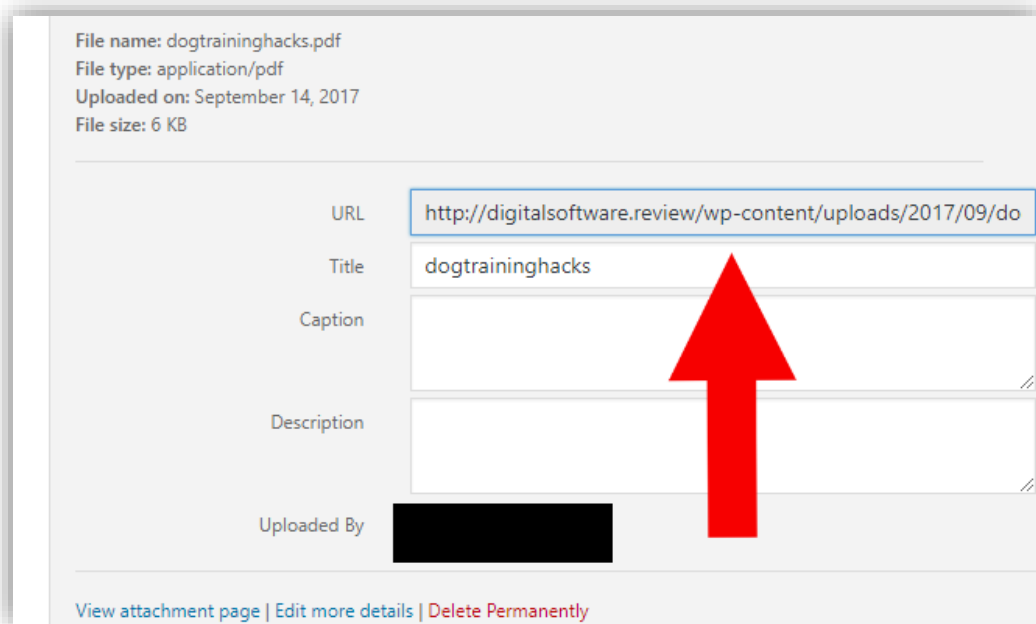 File name: dogtraininghacks.pdf
File type: application/pdf
Uploaded on: September 14, 2017
File size: 6 KB
URL http://digitalsoftware.review/wp-content/uploads/2017/09/do
Title dogtraininghacks
Caption
Description
Uploaded By
View attachment page | Edit more details | Delete Permanently